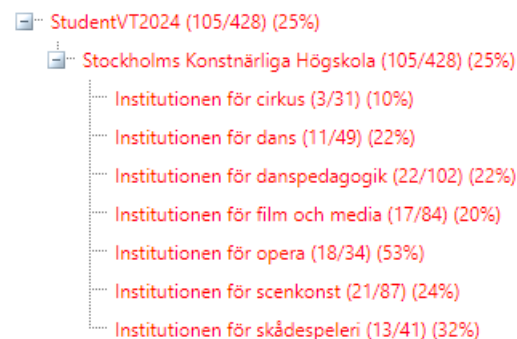 StudentVT2024 (105/428) (25%)
Stockholms Konstnärliga Högskola (105/428) (25%)
Institutionen för cirkus (3/31) (10%)
Institutionen för dans (11/49) (22%)
Institutionen för danspedagogik (22/102) (22%)
Institutionen för film och media (17/84) (20%)
Institutionen för opera (18/34) (53%)
Institutionen för scenkonst (21/87) (24%)
Institutionen för skådespeleri (13/41) (32%)